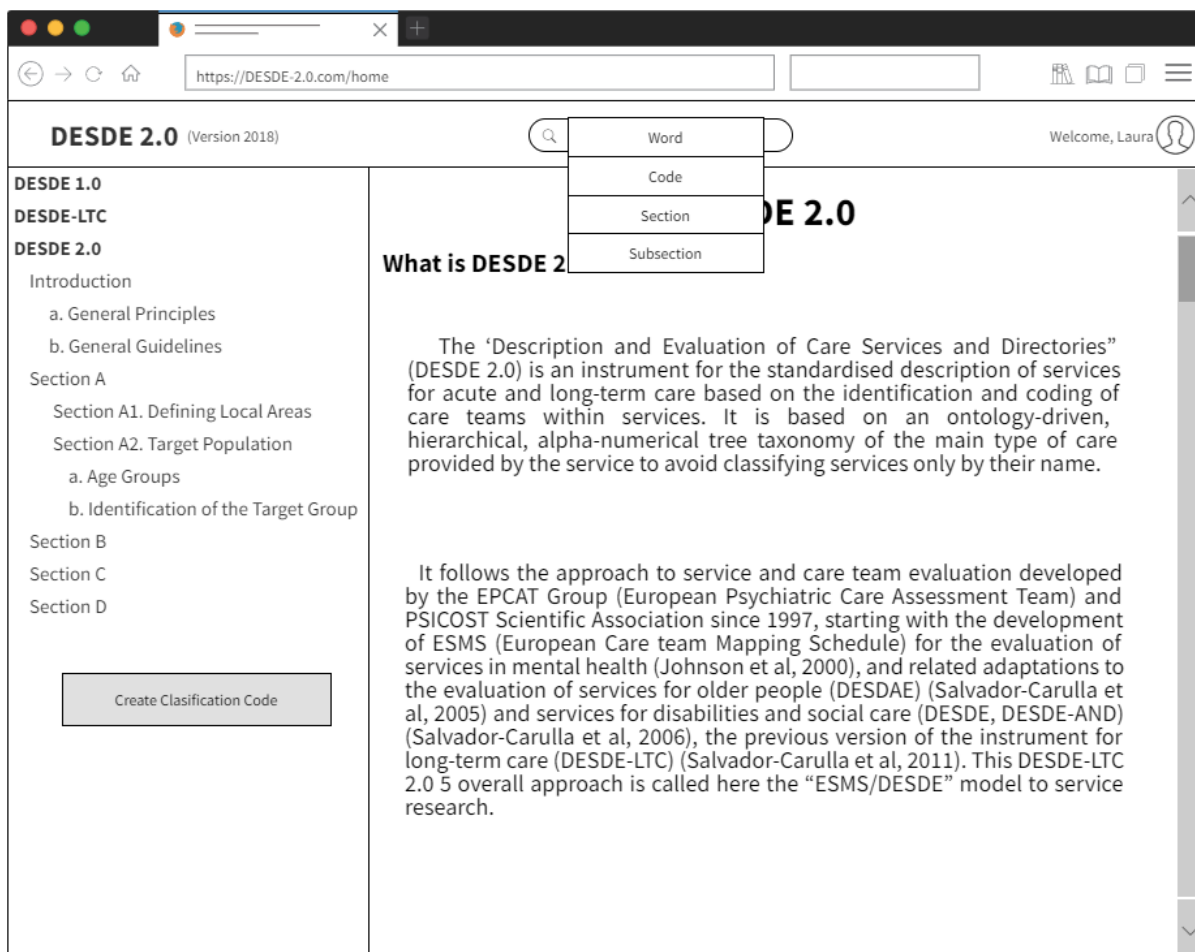 https://DESDE-2.0.com/home
DESDE 2.0 (Version 2018)
Welcome, Laura
Word
Code
Section
Subsection
DESDE 1.0
DESDE-LTC
DESDE 2.0
Introduction
a. General Principles
b. General Guidelines
Section A
Section A1. Defining Local Areas
Section A2. Target Population
a. Age Groups
b. Identification of the Target Group
Section B
Section C
Section D
Create Clasification Code
DE 2.0
What is DESDE 2
The ‘Description and Evaluation of Care Services and Directories”
(DESDE 2.0) is an instrument for the standardised description of services
for acute and long-term care based on the identification and coding of
care teams within services. It is based on an ontology-driven,
hierarchical, alpha-numerical tree taxonomy of the main type of care
provided by the service to avoid classifying services only by their name.
It follows the approach to service and care team evaluation developed
by the EPCAT Group (European Psychiatric Care Assessment Team) and
PSICOST Scientific Association since 1997, starting with the development
of ESMS (European Care team Mapping Schedule) for the evaluation of
services in mental health (Johnson et al, 2000), and related adaptations to
the evaluation of services for older people (DESDAE) (Salvador-Carulla et
al, 2005) and services for disabilities and social care (DESDE, DESDE-AND)
(Salvador-Carulla et al, 2006), the previous version of the instrument for
long-term care (DESDE-LTC) (Salvador-Carulla et al, 2011). This DESDE-LTC
2.0 5 overall approach is called here the “ESMS/DESDE” model to service
research.